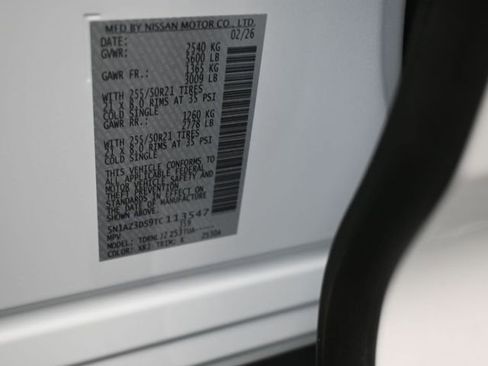 MFD BY NISSAN MOTOR CO., LTD.
DATE: 02/26
GVWR: 2540 KG
5600 LB
GAWR FR.: 1365 KG
3009 LB
WITH 255/50R21 TIRES
21 X 8.0 RIMS AT 35 PSI
COLD SINGLE
GAWR RR.: 1260 KG
2778 LB
WITH 255/50R21 TIRES
21 X 8.0 RIMS AT 35 PSI
COLD SINGLE
THIS VEHICLE CONFORMS TO
ALL APPLICABLE FEDERAL
MOTOR VEHICLE SAFETY AND
THEFT PREVENTION
STANDARDS IN EFFECT ON
THE DATE OF MANUFACTURE
SHOWN ABOVE.
5N1AZ3DS9TC113547
MPV
COLOR: TRIM: K